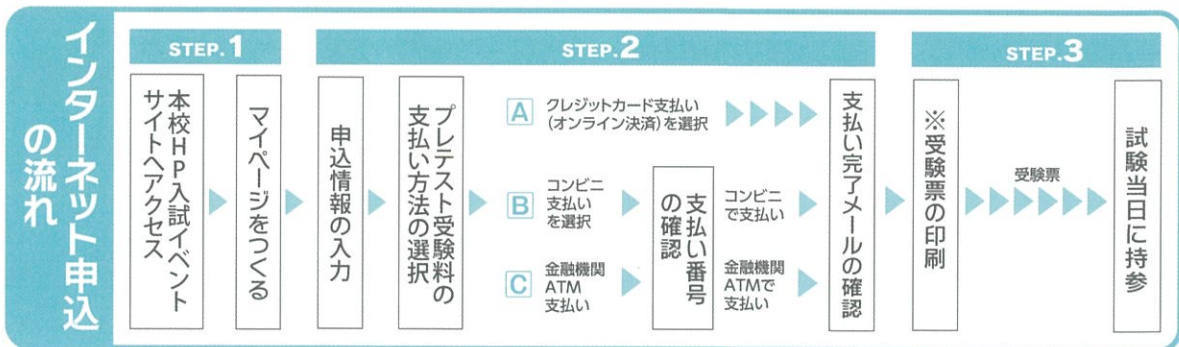 インターネット申込
の流れ
STEP.1
本校HP入試イベント
サイトへアクセス
マイページをつくる
STEP.2
申込情報の入力
プレテスト受験料の
支払い方法の選択
A クレジットカード支払い
(オンライン決済)を選択
B コンビニ
支払い
を選択
C 金融機関
ATM
支払い
支払い番号
の確認
コンビニ
で支払い
金融機関
ATMで
支払い
支払い完了メールの確認
STEP.3
※受験票の印刷
受験票
試験当日に持参